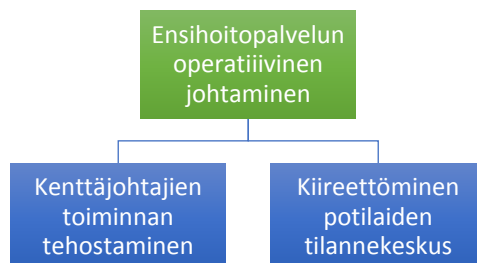 Ensihoitopalvelun
operatiiivinen
johtaminen
Kenttäjohtajien
toiminnan
tehostaminen
Kiireettöminen
potilaiden
tilannekeskus